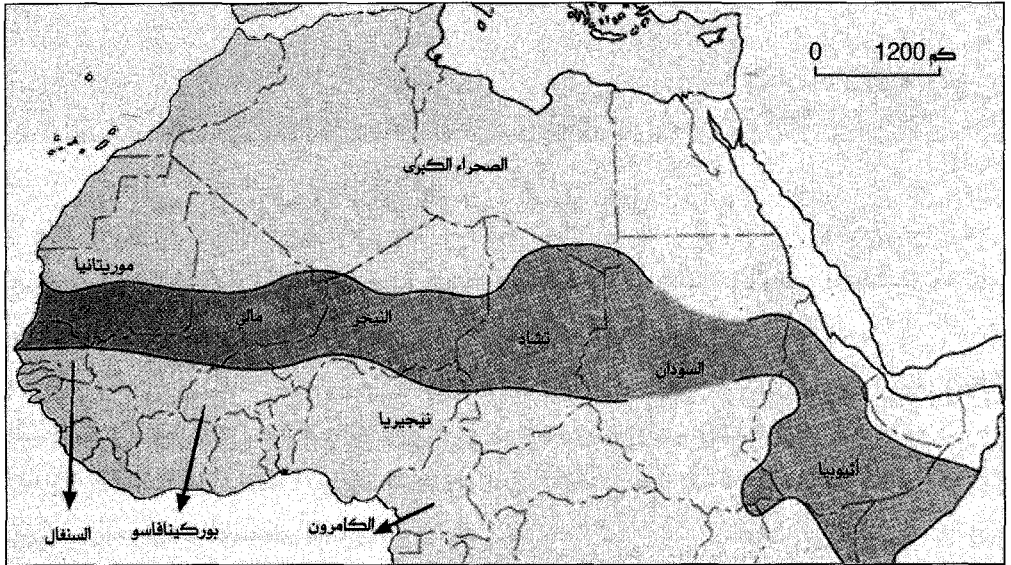 0 1200 كم
الصحراء الكبرى
موريتانيا
مالي
النيجر
تشاد
السودان
نيجيريا
أثيوبيا
السنغال
بوركينافاسو
الكامرون